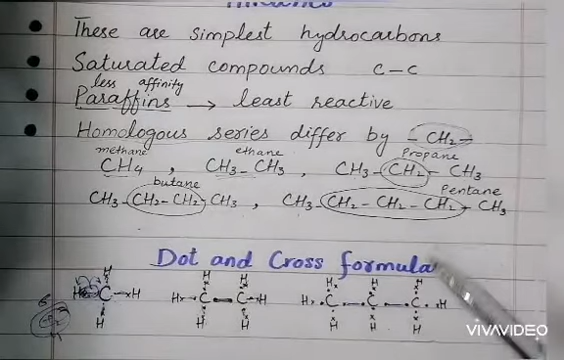 Alkanes
These are simplest hydrocarbons
Saturated compounds C-C
less affinity
Paraffins → least reactive
Homologous series differ by -CH2-
methane ethane Propane
CH4 , CH3-CH3 , CH3-CH2-CH3
butane Pentane
CH3-CH2-CH2-CH3 , CH3-CH2-CH2-CH2-CH3
Dot and Cross formula
H H H H H H
H C H H C C H H C C C H
H H H H H H
VIVAVIDEO